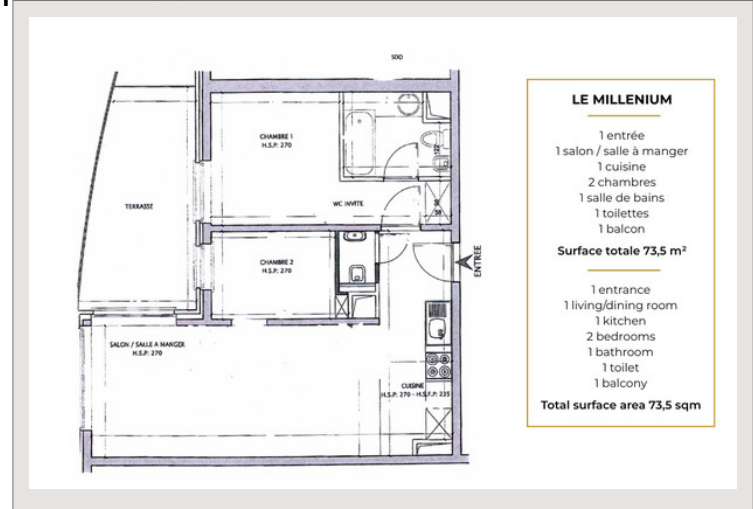 SDO
CHAMBRE 1
H.S.P: 270
TERRASSE
WC INVITE
ENTREE
CHAMBRE 2
H.S.P: 270
SALON / SALLE A MANGER
H.S.P: 270
CUISINE
H.S.P: 270 - H.S.F.P: 235
LE MILLENIUM
1 entrée
1 salon / salle à manger
1 cuisine
2 chambres
1 salle de bains
1 toilettes
1 balcon
Surface totale 73,5 m²
1 entrance
1 living/dining room
1 kitchen
2 bedrooms
1 bathroom
1 toilet
1 balcony
Total surface area 73,5 sqm